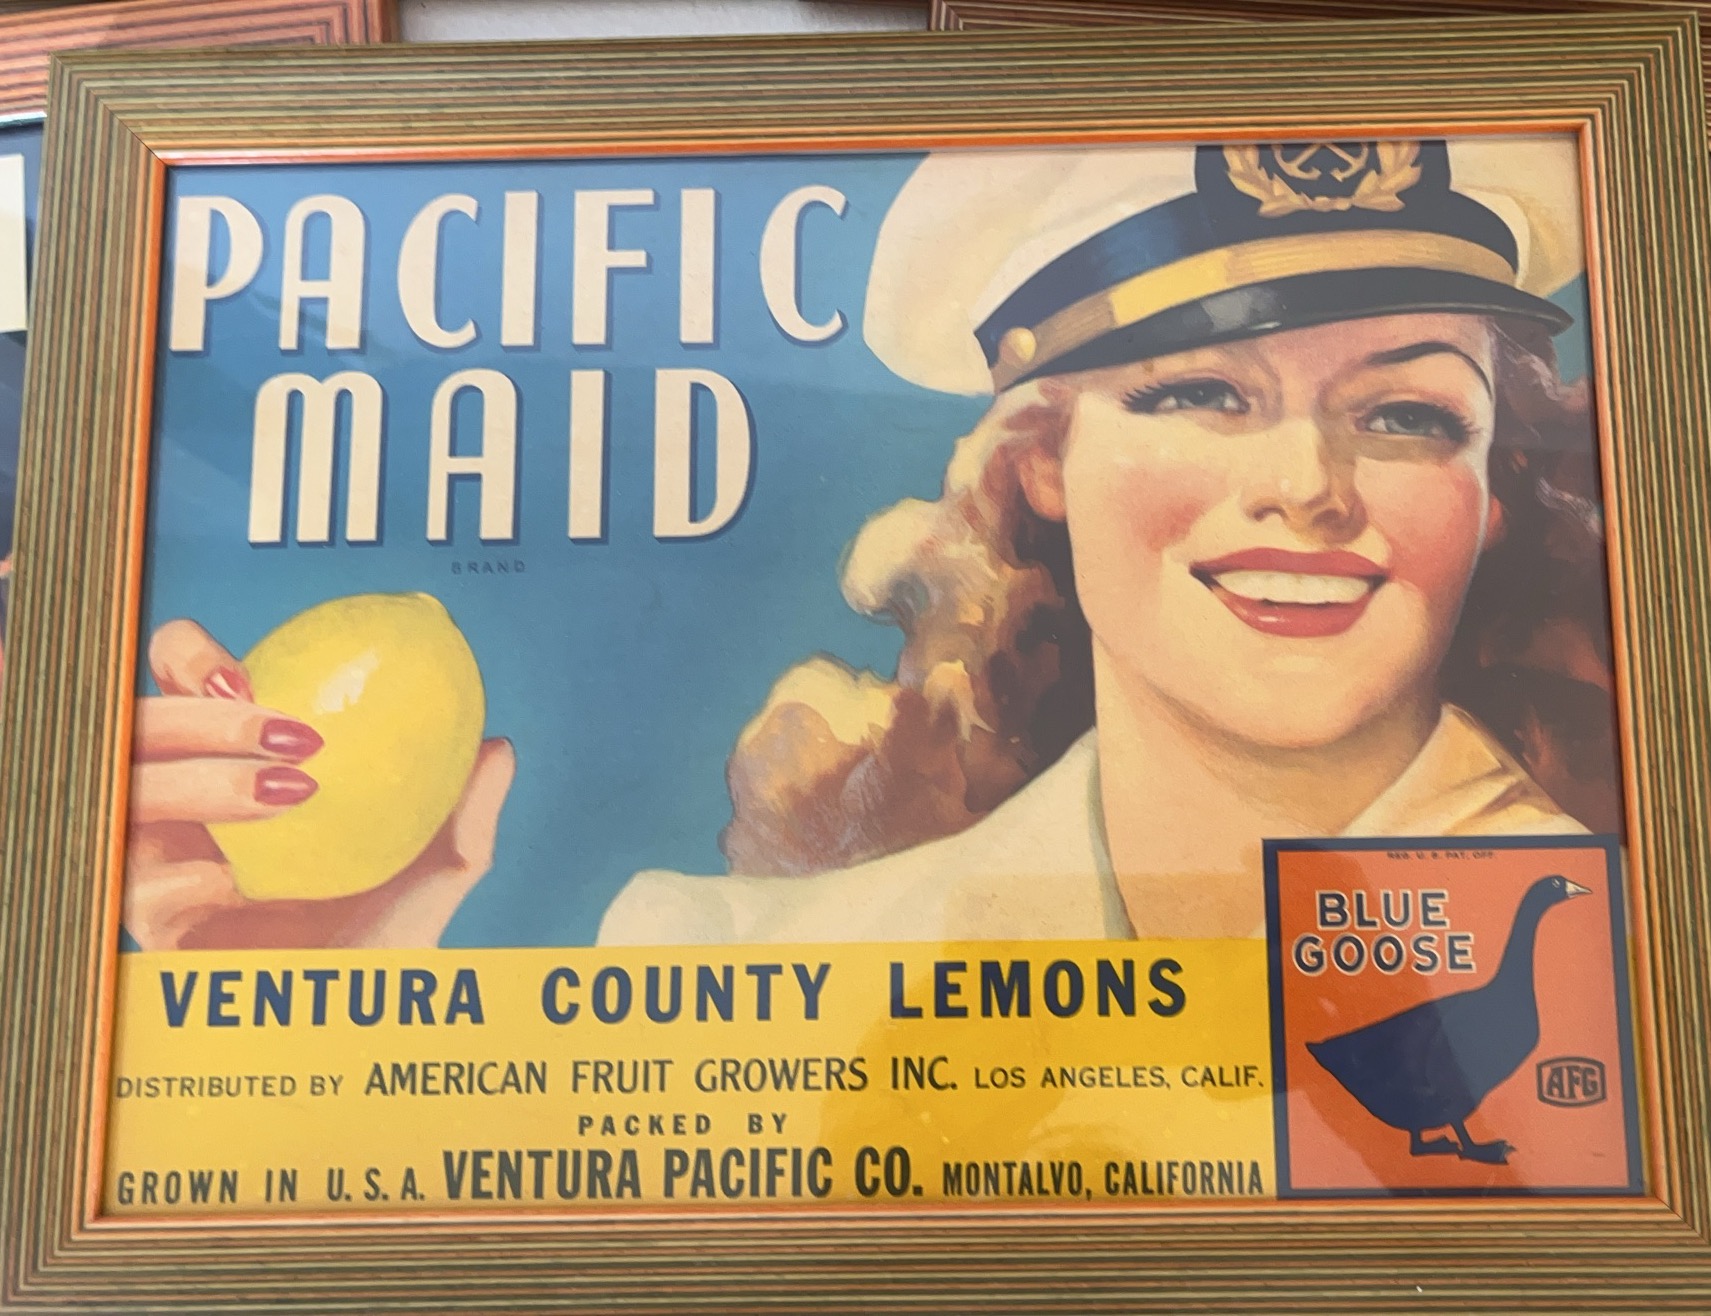 PACIFIC
MAID
BRAND
VENTURA COUNTY LEMONS
DISTRIBUTED BY AMERICAN FRUIT GROWERS INC. LOS ANGELES, CALIF.
PACKED BY
GROWN IN U.S.A. VENTURA PACIFIC CO. MONTALVO, CALIFORNIA
REG. U.S. PAT. OFF.
BLUE
GOOSE
AFG